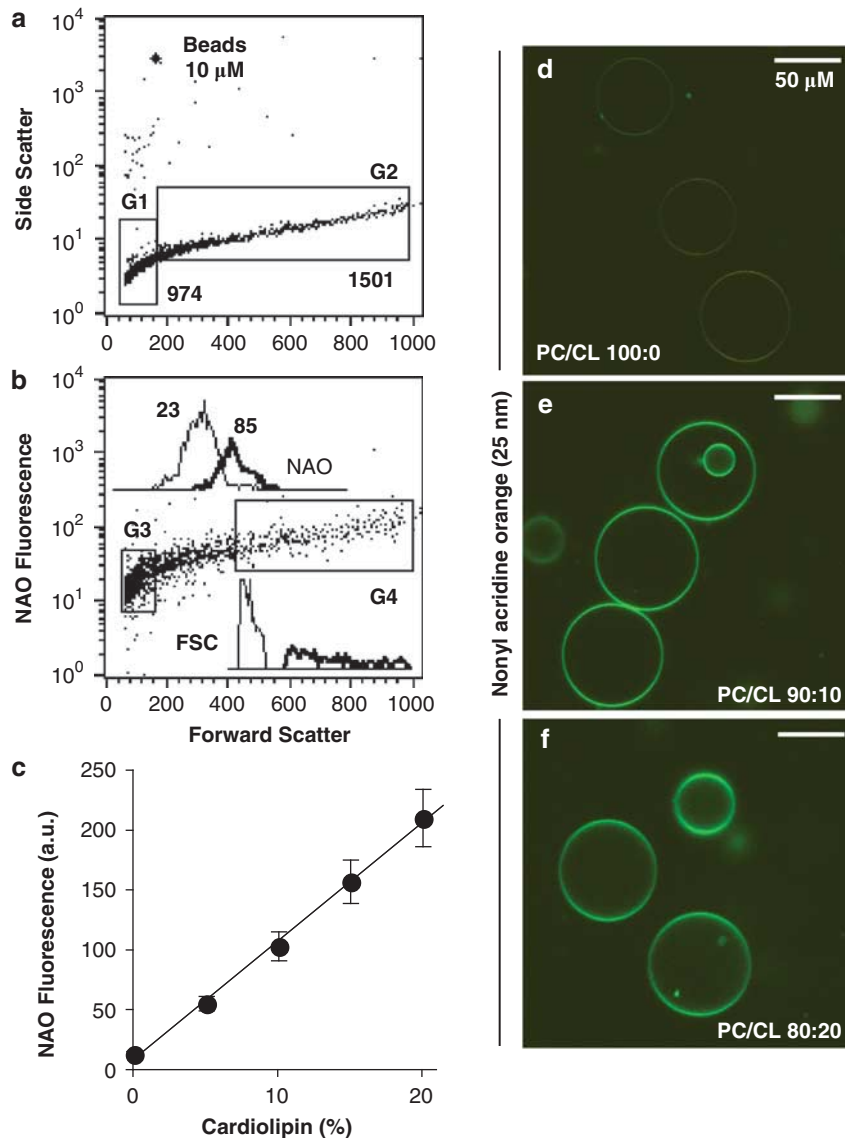 a
10⁴
10³
10²
10¹
10⁰
Side Scatter
Beads
10 µM
G1
G2
974
1501
0 200 400 600 800 1000
b
10⁴
10³
10²
10¹
10⁰
NAO Fluorescence
23
85
NAO
G3
G4
FSC
0 200 400 600 800 1000
Forward Scatter
c
250
200
150
100
50
0
NAO Fluorescence (a.u.)
0 10 20
Cardiolipin (%)
Nonyl acridine orange (25 nm)
d
50 µM
PC/CL 100:0
e
PC/CL 90:10
f
PC/CL 80:20